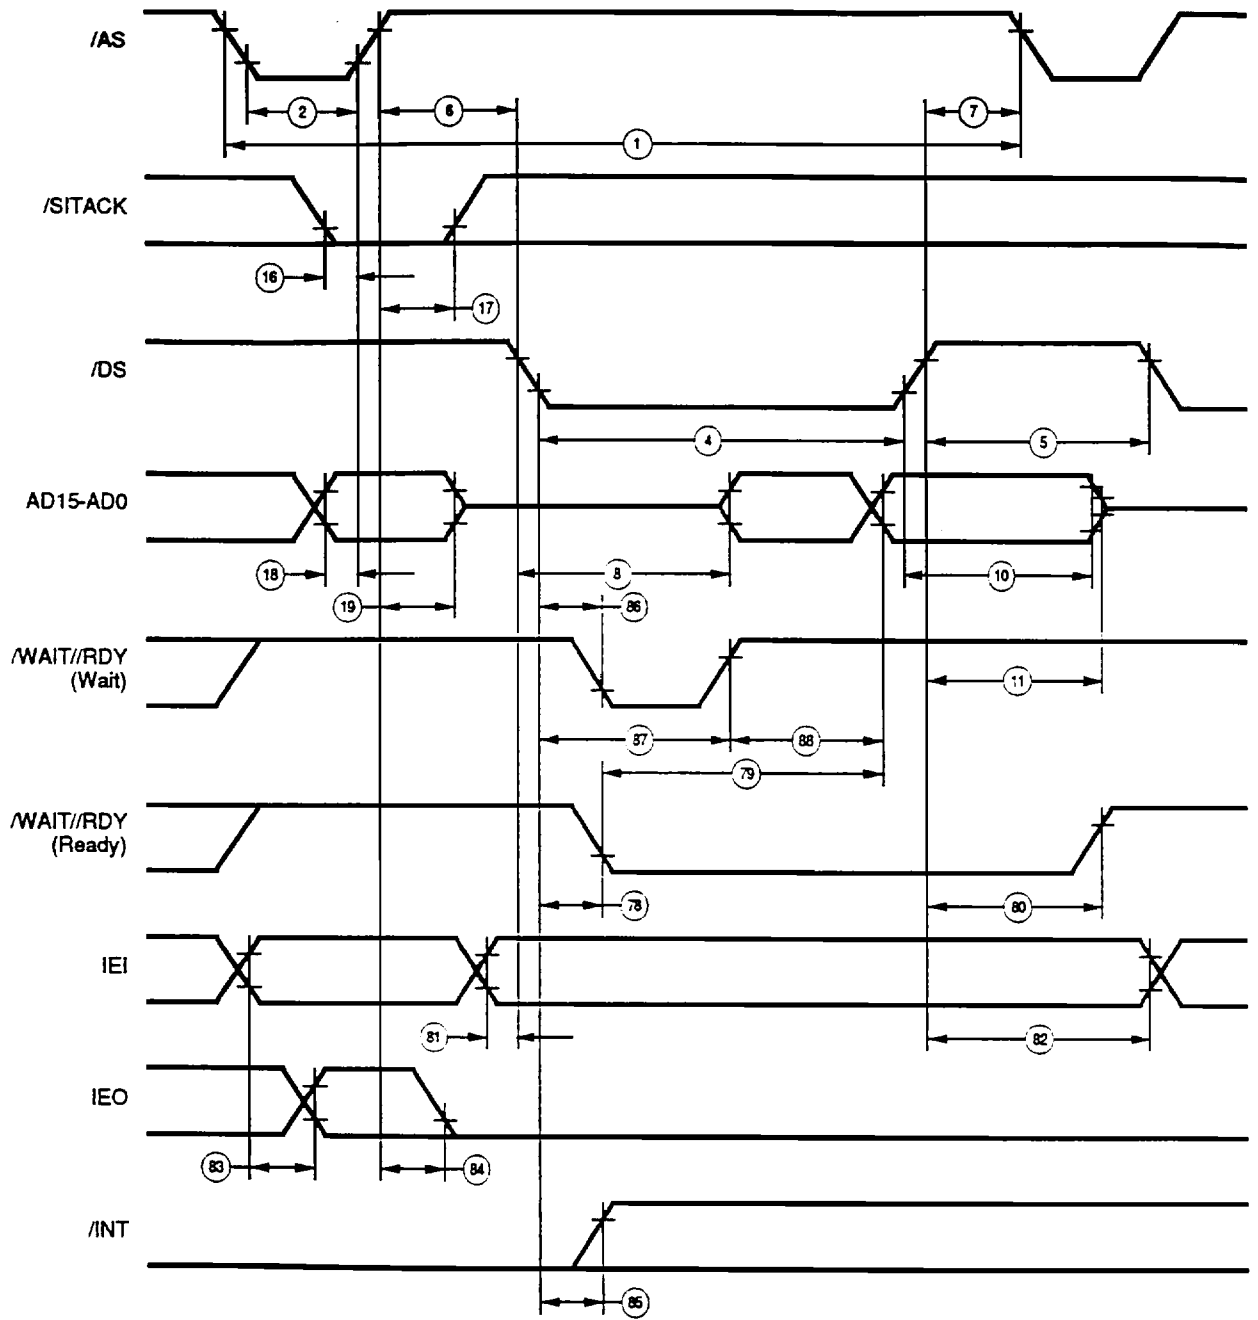 /AS
2
6
7
1
/SITACK
16
17
/DS
4
5
AD15-AD0
18
8
10
19
86
/WAIT//RDY
(Wait)
11
87
88
79
/WAIT//RDY
(Ready)
78
80
IEI
81
82
IEO
83
84
/INT
85